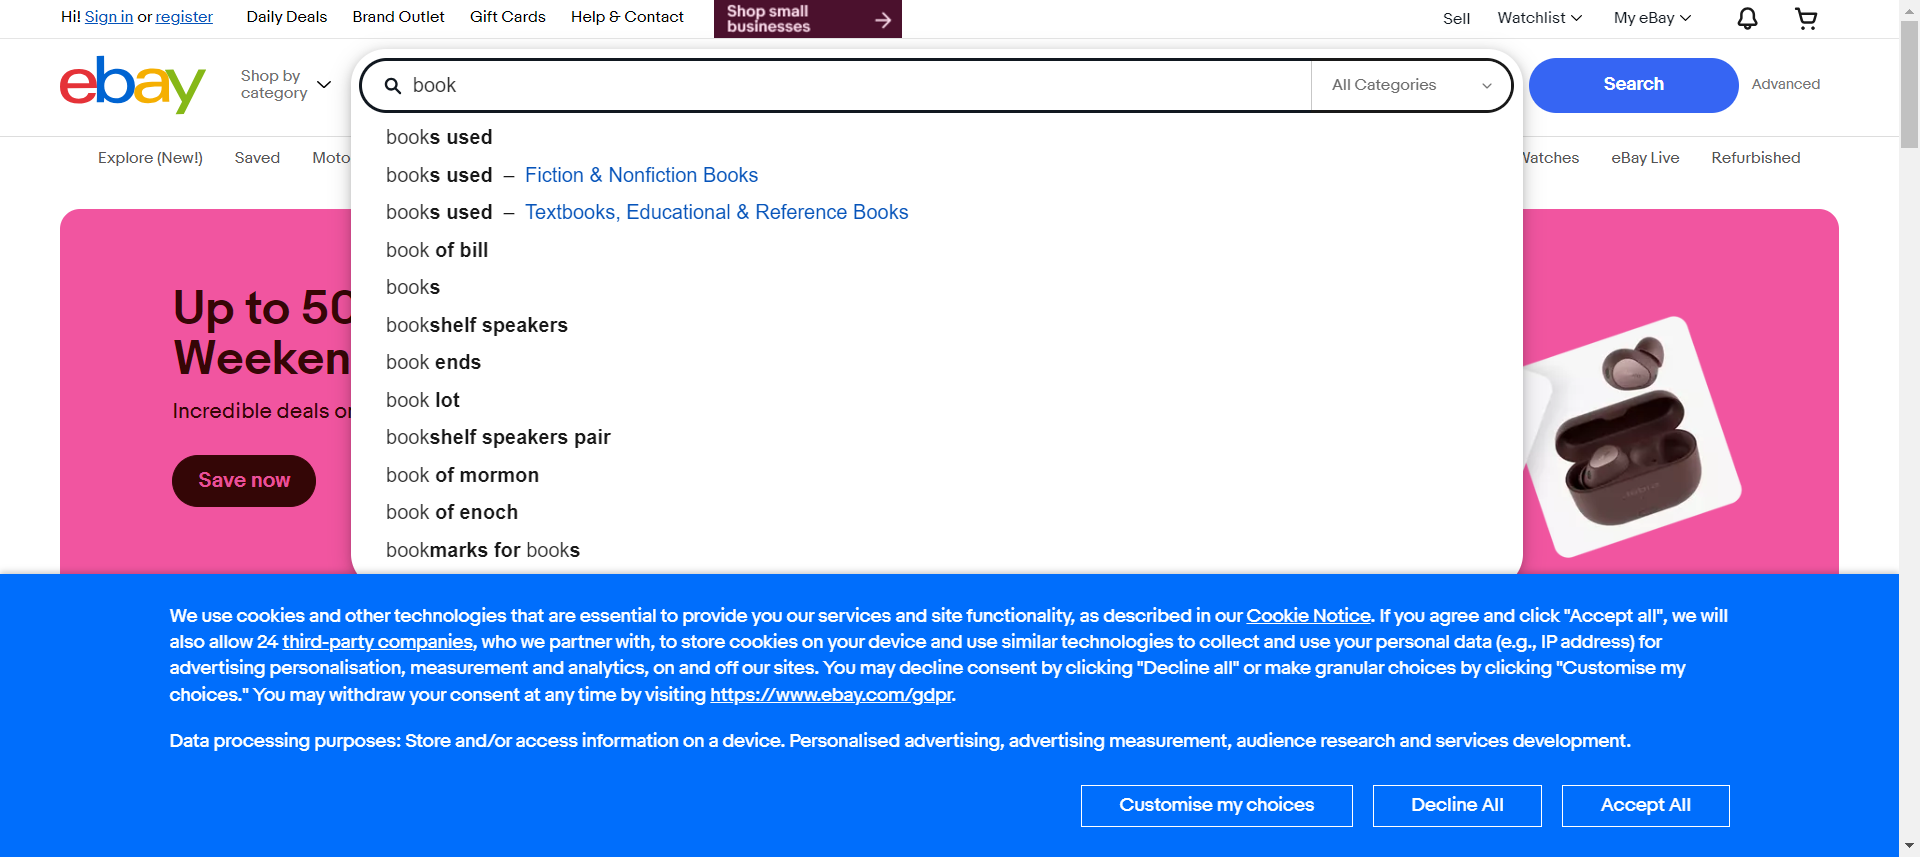 Hi! Sign in or register
Daily Deals
Brand Outlet
Gift Cards
Help & Contact
Shop small
businesses
Sell
Watchlist
My eBay
ebay
Shop by
category
book
All Categories
Search
Advanced
Explore (New!)
Saved
Moto
Watches
eBay Live
Refurbished
books used
books used – Fiction & Nonfiction Books
books used – Textbooks, Educational & Reference Books
book of bill
books
bookshelf speakers
book ends
book lot
bookshelf speakers pair
book of mormon
book of enoch
bookmarks for books
Up to 50
Weeken
Incredible deals o
Save now
We use cookies and other technologies that are essential to provide you our services and site functionality, as described in our Cookie Notice. If you agree and click "Accept all", we will
also allow 24 third-party companies, who we partner with, to store cookies on your device and use similar technologies to collect and use your personal data (e.g., IP address) for
advertising personalisation, measurement and analytics, on and off our sites. You may decline consent by clicking "Decline all" or make granular choices by clicking "Customise my
choices." You may withdraw your consent at any time by visiting https://www.ebay.com/gdpr.
Data processing purposes: Store and/or access information on a device. Personalised advertising, advertising measurement, audience research and services development.
Customise my choices
Decline All
Accept All